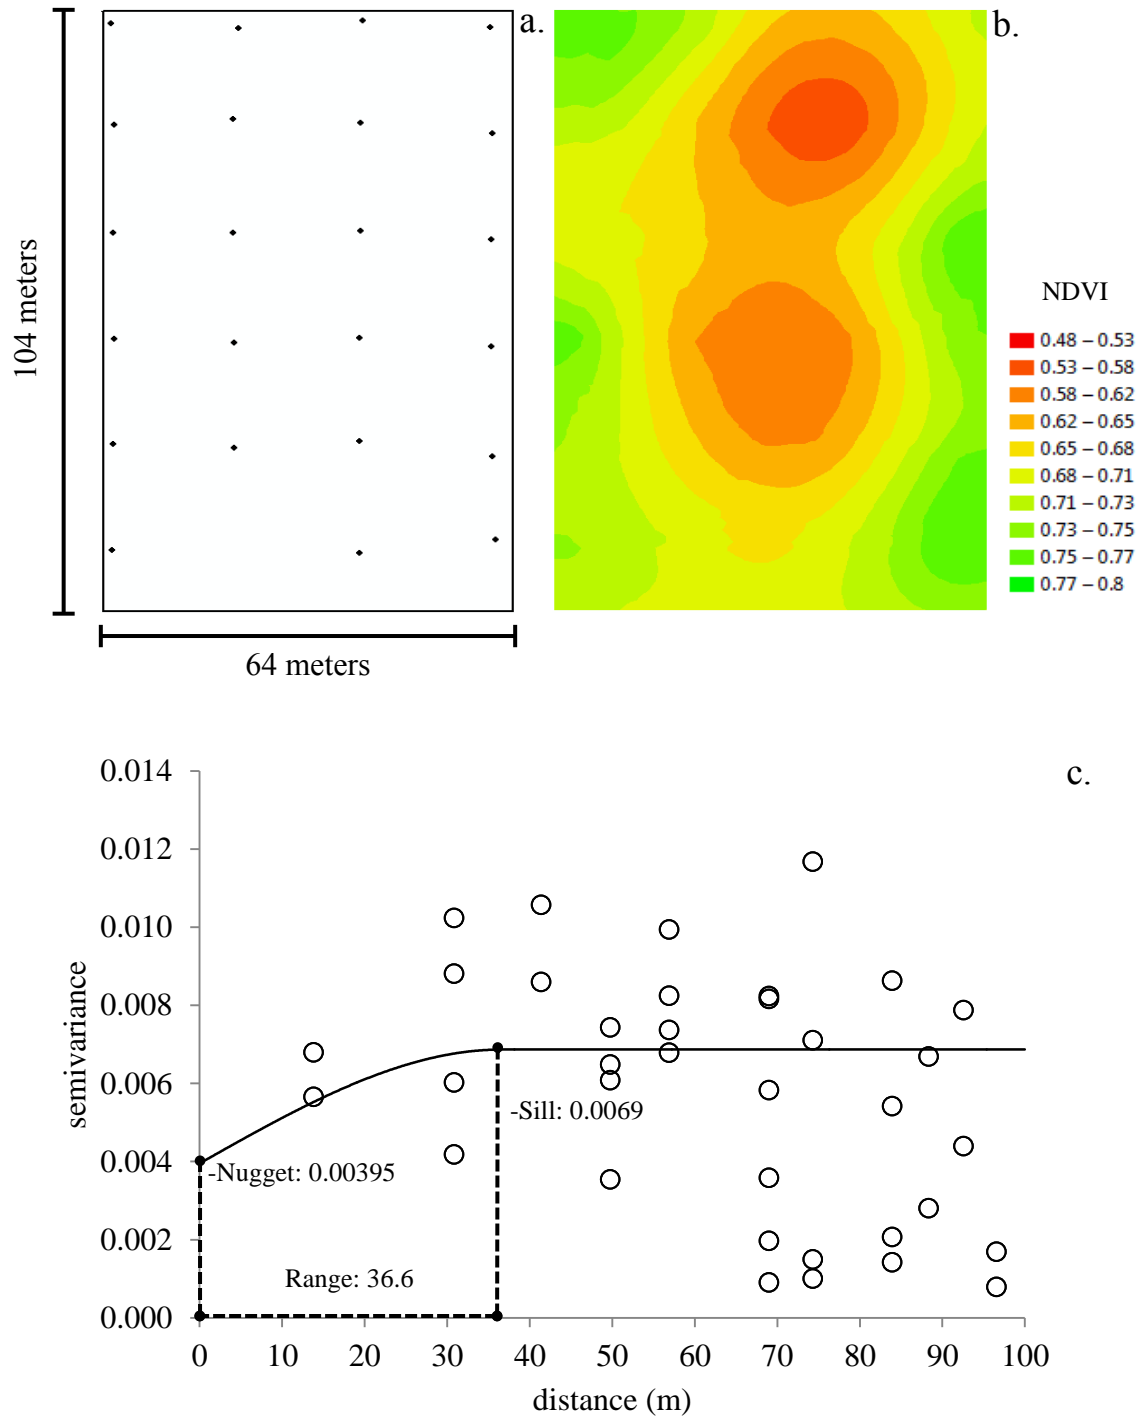 a.
b.
104 meters
64 meters
NDVI
0.48 – 0.53
0.53 – 0.58
0.58 – 0.62
0.62 – 0.65
0.65 – 0.68
0.68 – 0.71
0.71 – 0.73
0.73 – 0.75
0.75 – 0.77
0.77 – 0.8
c.
semivariance
0.014
0.012
0.010
0.008
0.006
0.004
0.002
0.000
-Sill: 0.0069
-Nugget: 0.00395
Range: 36.6
0 10 20 30 40 50 60 70 80 90 100
distance (m)